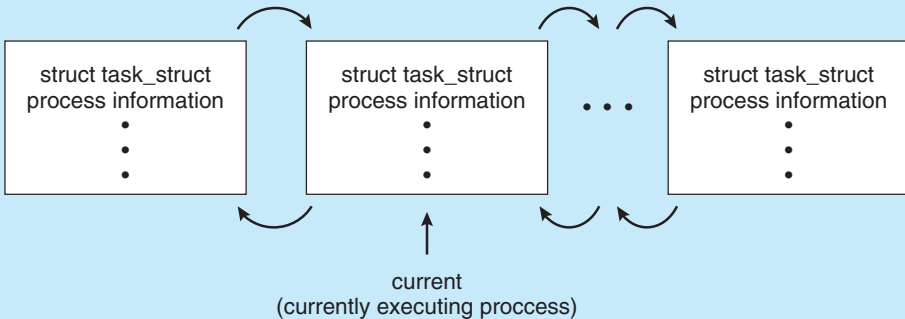 struct task_struct
process information
•
•
•
struct task_struct
process information
•
•
•
• • •
struct task_struct
process information
•
•
•
current
(currently executing proccess)